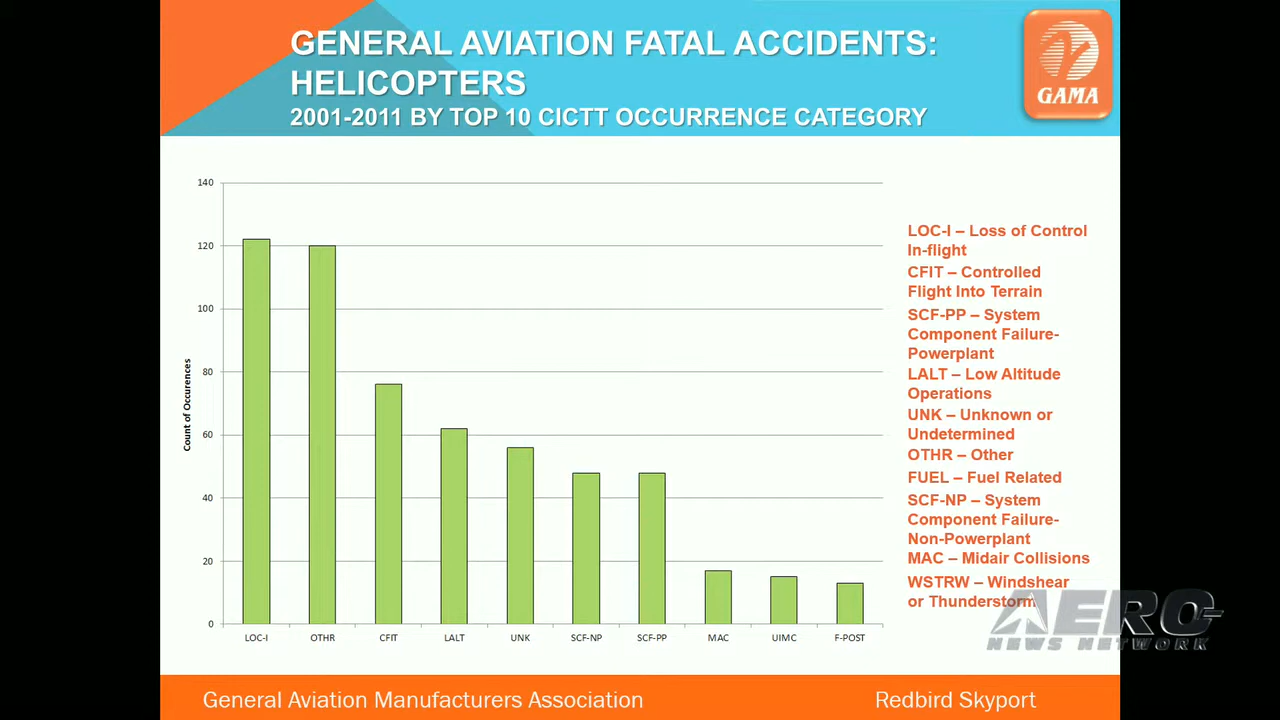 GENERAL AVIATION FATAL ACCIDENTS:
HELICOPTERS
2001-2011 BY TOP 10 CICTT OCCURRENCE CATEGORY
GAMA
140
120
100
80
60
40
20
0
Count of Occurences
LOC-I OTHR CFIT LALT UNK SCF-NP SCF-PP MAC UIMC F-POST
LOC-I – Loss of Control
In-flight
CFIT – Controlled
Flight Into Terrain
SCF-PP – System
Component Failure-
Powerplant
LALT – Low Altitude
Operations
UNK – Unknown or
Undetermined
OTHR – Other
FUEL – Fuel Related
SCF-NP – System
Component Failure-
Non-Powerplant
MAC – Midair Collisions
WSTRW – Windshear
or Thunderstorm
AERO-
NEWS NETWORK
General Aviation Manufacturers Association
Redbird Skyport